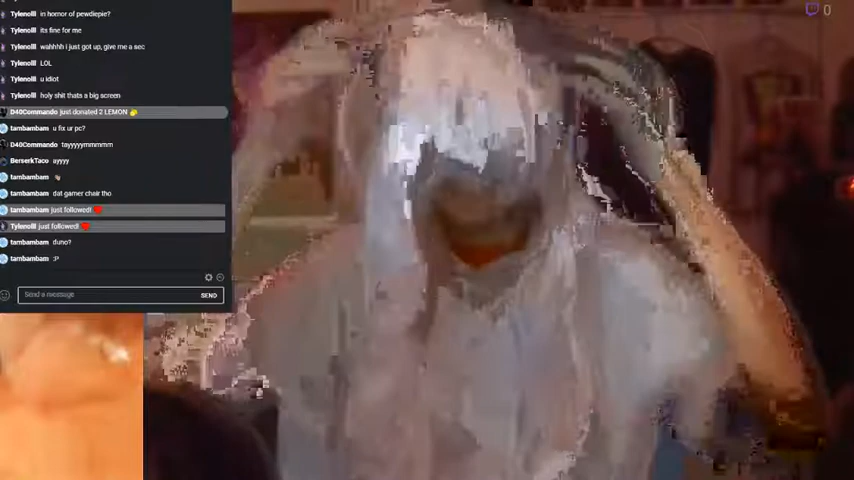 0
Tylenolll in horror of pewdiepie?
Tylenolll its fine for me
Tylenolll wahhhh i just got up, give me a sec
Tylenolll LOL
Tylenolll u idiot
Tylenolll holy shit thats a big screen
D40Commando just donated 2 LEMON 🍋
tambambam u fix ur pc?
D40Commando tayyyyymmmmm
BerserkTaco ayyyy
tambambam 👏
tambambam dat gamer chair tho
tambambam just followed! ❤
Tylenolll just followed! ❤
tambambam duno?
tambambam :P
Send a message
SEND